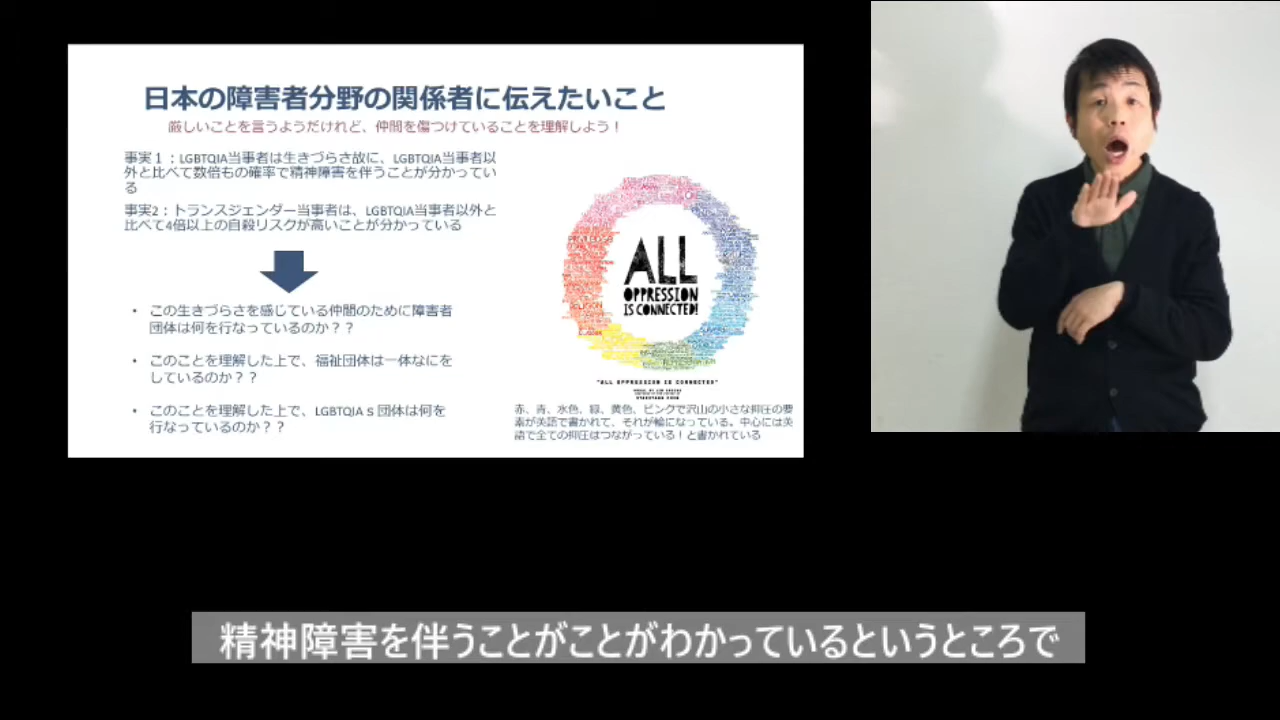 日本の障害者分野の関係者に伝えたいこと
厳しいことを言うようだけれど、仲間を傷つけていることを理解しよう！
事実１：LGBTQIA当事者は生きづらさ故に、LGBTQIA当事者以
外と比べて数倍もの確率で精神障害を伴うことが分かってい
る
事実2：トランスジェンダー当事者は、LGBTQIA当事者以外と
比べて4倍以上の自殺リスクが高いことが分かっている
• この生きづらさを感じている仲間のために障害者
団体は何を行なっているのか？？
• このことを理解した上で、福祉団体は一体なにを
しているのか？？
• このことを理解した上で、LGBTQIAｓ団体は何を
行なっているのか？？
ALL
OPPRESSION
IS CONNECTED!
"ALL OPPRESSION IS CONNECTED"
赤、青、水色、緑、黄色、ピンクで沢山の小さな抑圧の要
素が英語で書かれて、それが輪になっている。中心には英
語で全ての抑圧はつながっている！と書かれている
精神障害を伴うことがことがわかっているというところで